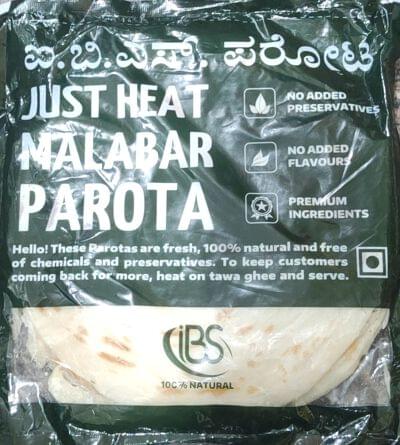 ಐ.ಬಿ.ಎಸ್. ಪರೋಟ
JUST HEAT
MALABAR
PAROTA
NO ADDED
PRESERVATIVES
NO ADDED
FLAVOURS
PREMIUM
INGREDIENTS
Hello! These Parotas are fresh, 100% natural and free
of chemicals and preservatives. To keep customers
coming back for more, heat on tawa ghee and serve.
iBS
100% NATURAL